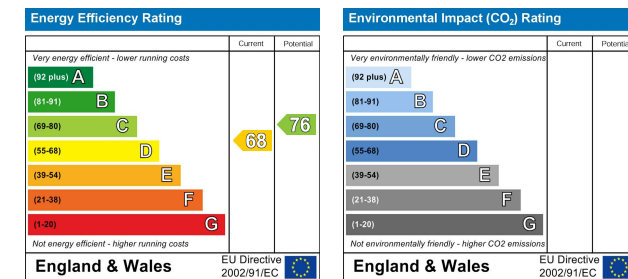 Energy Efficiency Rating
Current Potential
Very energy efficient - lower running costs
(92 plus) A
(81-91) B
(69-80) C
(55-68) D
(39-54) E
(21-38) F
(1-20) G
68
76
Not energy efficient - higher running costs
England & Wales
EU Directive
2002/91/EC
Environmental Impact (CO2) Rating
Current Potential
Very environmentally friendly - lower CO2 emissions
(92 plus) A
(81-91) B
(69-80) C
(55-68) D
(39-54) E
(21-38) F
(1-20) G
Not environmentally friendly - higher CO2 emissions
England & Wales
EU Directive
2002/91/EC